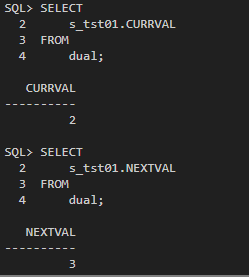 SQL> SELECT
  2      s_tst01.CURRVAL
  3  FROM
  4      dual;
   CURRVAL
----------
         2
SQL> SELECT
  2      s_tst01.NEXTVAL
  3  FROM
  4      dual;
   NEXTVAL
----------
         3